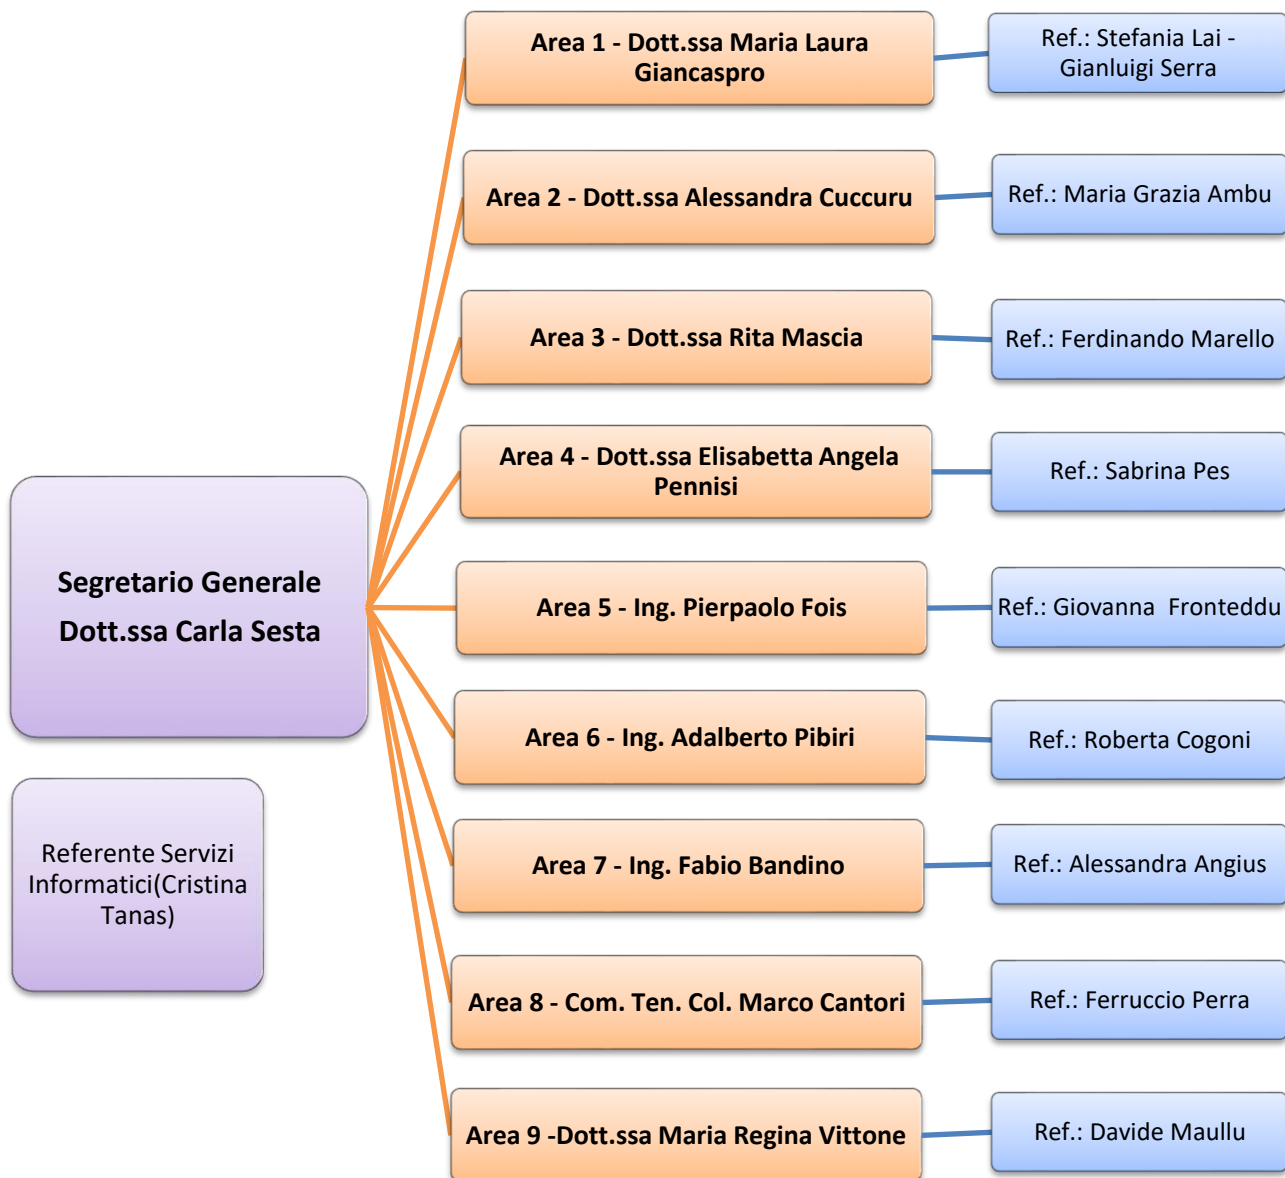 Area 1 - Dott.ssa Maria Laura
Giancaspro
Ref.: Stefania Lai -
Gianluigi Serra
Area 2 - Dott.ssa Alessandra Cuccuru
Ref.: Maria Grazia Ambu
Area 3 - Dott.ssa Rita Mascia
Ref.: Ferdinando Marello
Area 4 - Dott.ssa Elisabetta Angela
Pennisi
Ref.: Sabrina Pes
Segretario Generale
Dott.ssa Carla Sesta
Area 5 - Ing. Pierpaolo Fois
Ref.: Giovanna  Fronteddu
Area 6 - Ing. Adalberto Pibiri
Ref.: Roberta Cogoni
Referente Servizi
Informatici(Cristina
Tanas)
Area 7 - Ing. Fabio Bandino
Ref.: Alessandra Angius
Area 8 - Com. Ten. Col. Marco Cantori
Ref.: Ferruccio Perra
Area 9 -Dott.ssa Maria Regina Vittone
Ref.: Davide Maullu